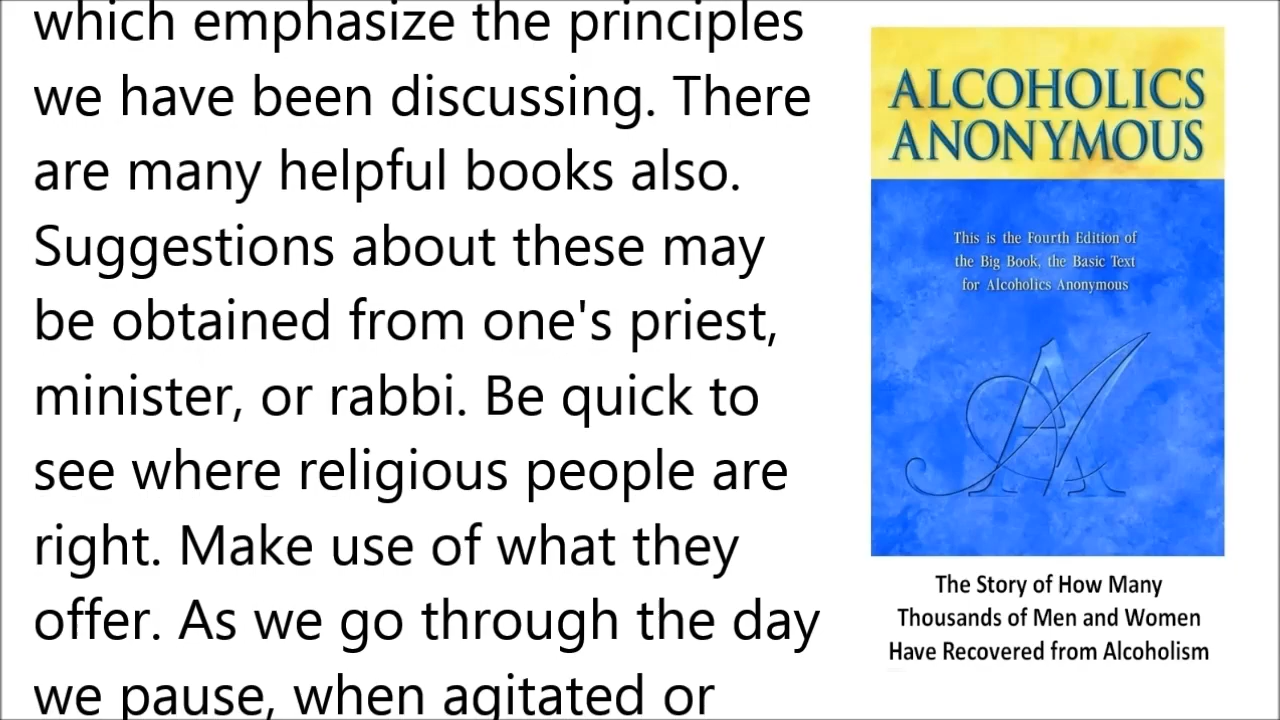 which emphasize the principles
we have been discussing. There
are many helpful books also.
Suggestions about these may
be obtained from one's priest,
minister, or rabbi. Be quick to
see where religious people are
right. Make use of what they
offer. As we go through the day
we pause, when agitated or
ALCOHOLICS
ANONYMOUS
This is the Fourth Edition of
the Big Book, the Basic Text
for Alcoholics Anonymous
AA
The Story of How Many
Thousands of Men and Women
Have Recovered from Alcoholism